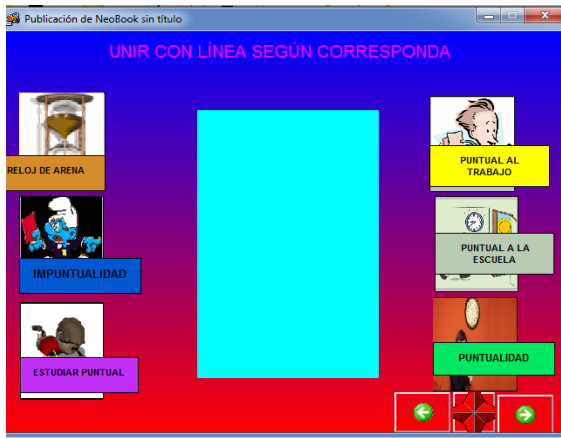 Publicación de NeoBook sin título
UNIR CON LÍNEA SEGÚN CORRESPONDA
RELOJ DE ARENA
IMPUNTUALIDAD
ESTUDIAR PUNTUAL
PUNTUAL AL
TRABAJO
PUNTUAL A LA
ESCUELA
PUNTUALIDAD